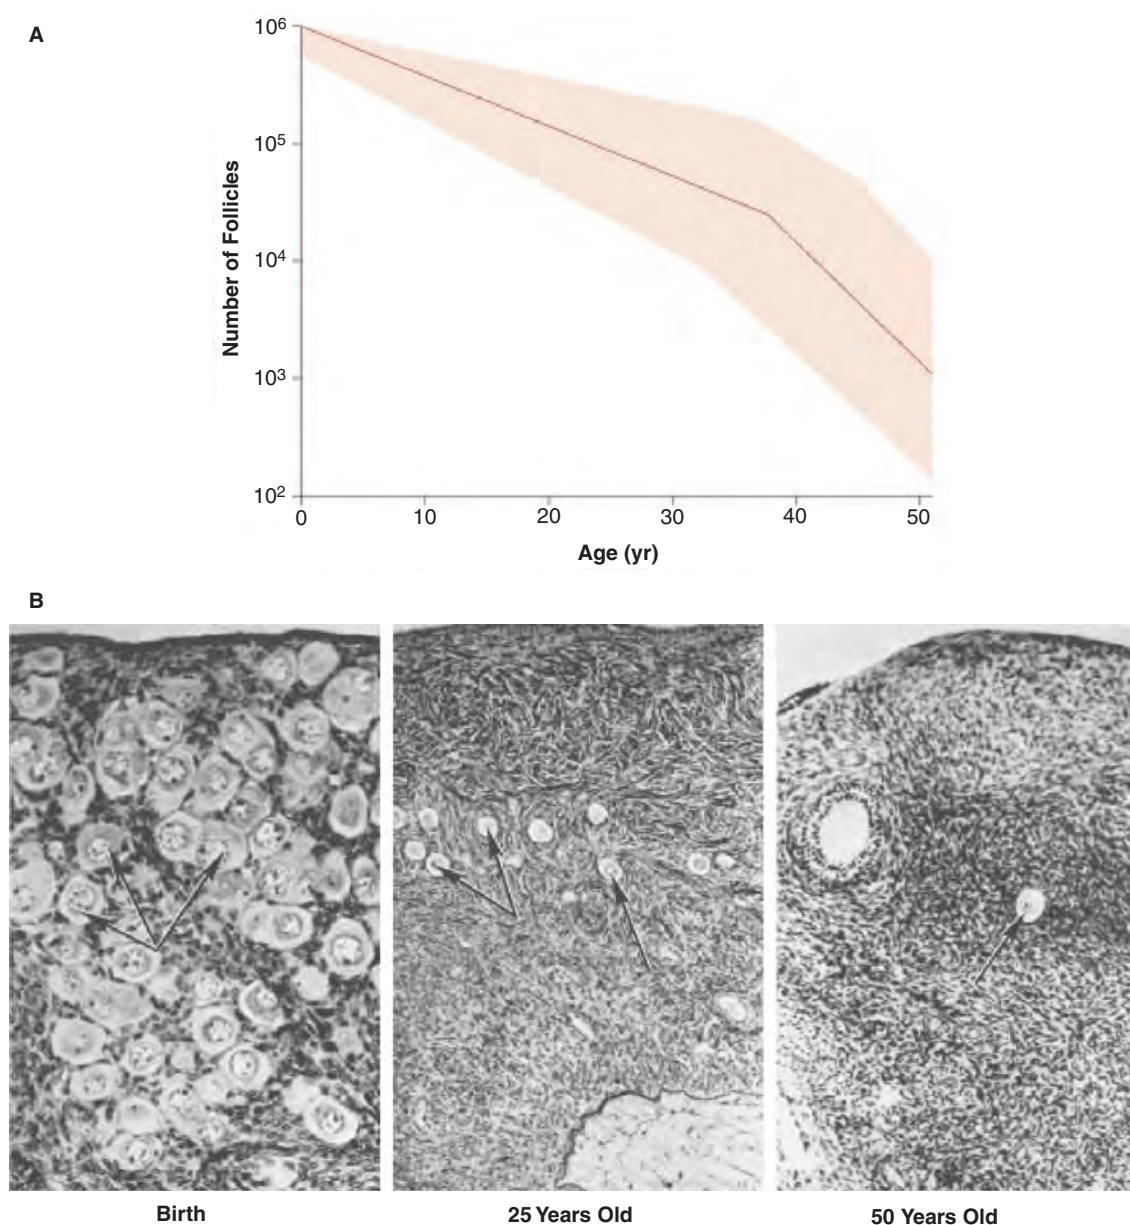 A
10⁶
10⁵
10⁴
10³
10²
Number of Follicles
0 10 20 30 40 50
Age (yr)
B
Birth 25 Years Old 50 Years Old